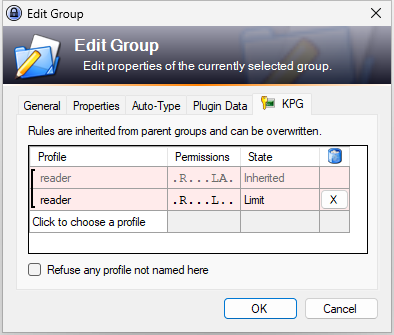 Edit Group
Edit Group
Edit properties of the currently selected group.
General Properties Auto-Type Plugin Data KPG
Rules are inherited from parent groups and can be overwritten.
Profile Permissions State
reader .R...LA. Inherited
reader .R...L.. Limit X
Click to choose a profile
Refuse any profile not named here
OK Cancel